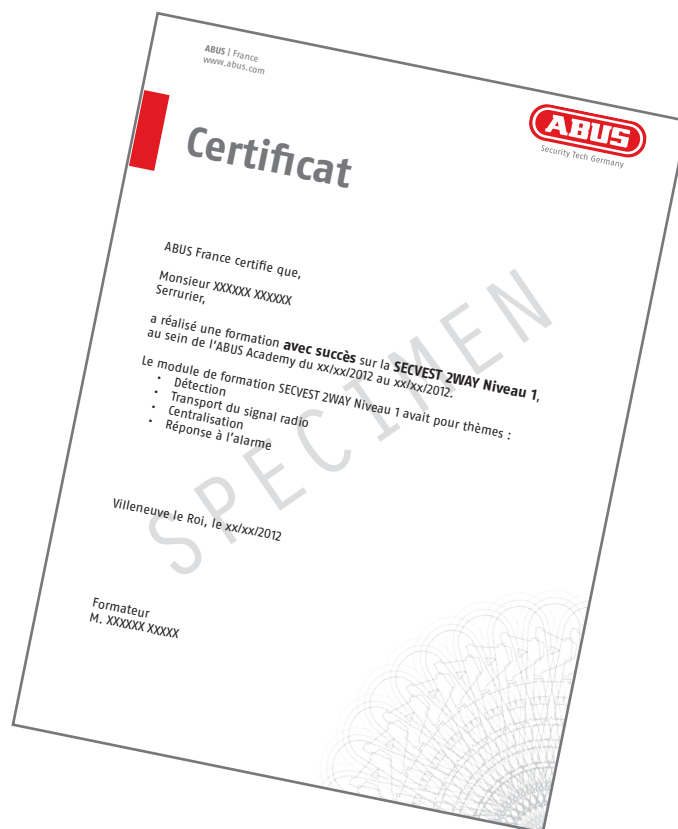 ABUS | France
www.abus.com
ABUS
Security Tech Germany
Certificat
ABUS France certifie que,
Monsieur XXXXXX XXXXXX
Serrurier,
a réalisé une formation avec succès sur la SECVEST 2WAY Niveau 1,
au sein de l'ABUS Academy du xx/xx/2012 au xx/xx/2012.
Le module de formation SECVEST 2WAY Niveau 1 avait pour thèmes :
• Détection
• Transport du signal radio
• Centralisation
• Réponse à l'alarme
SPECIMEN
Villeneuve le Roi, le xx/xx/2012
Formateur
M. XXXXXX XXXXX